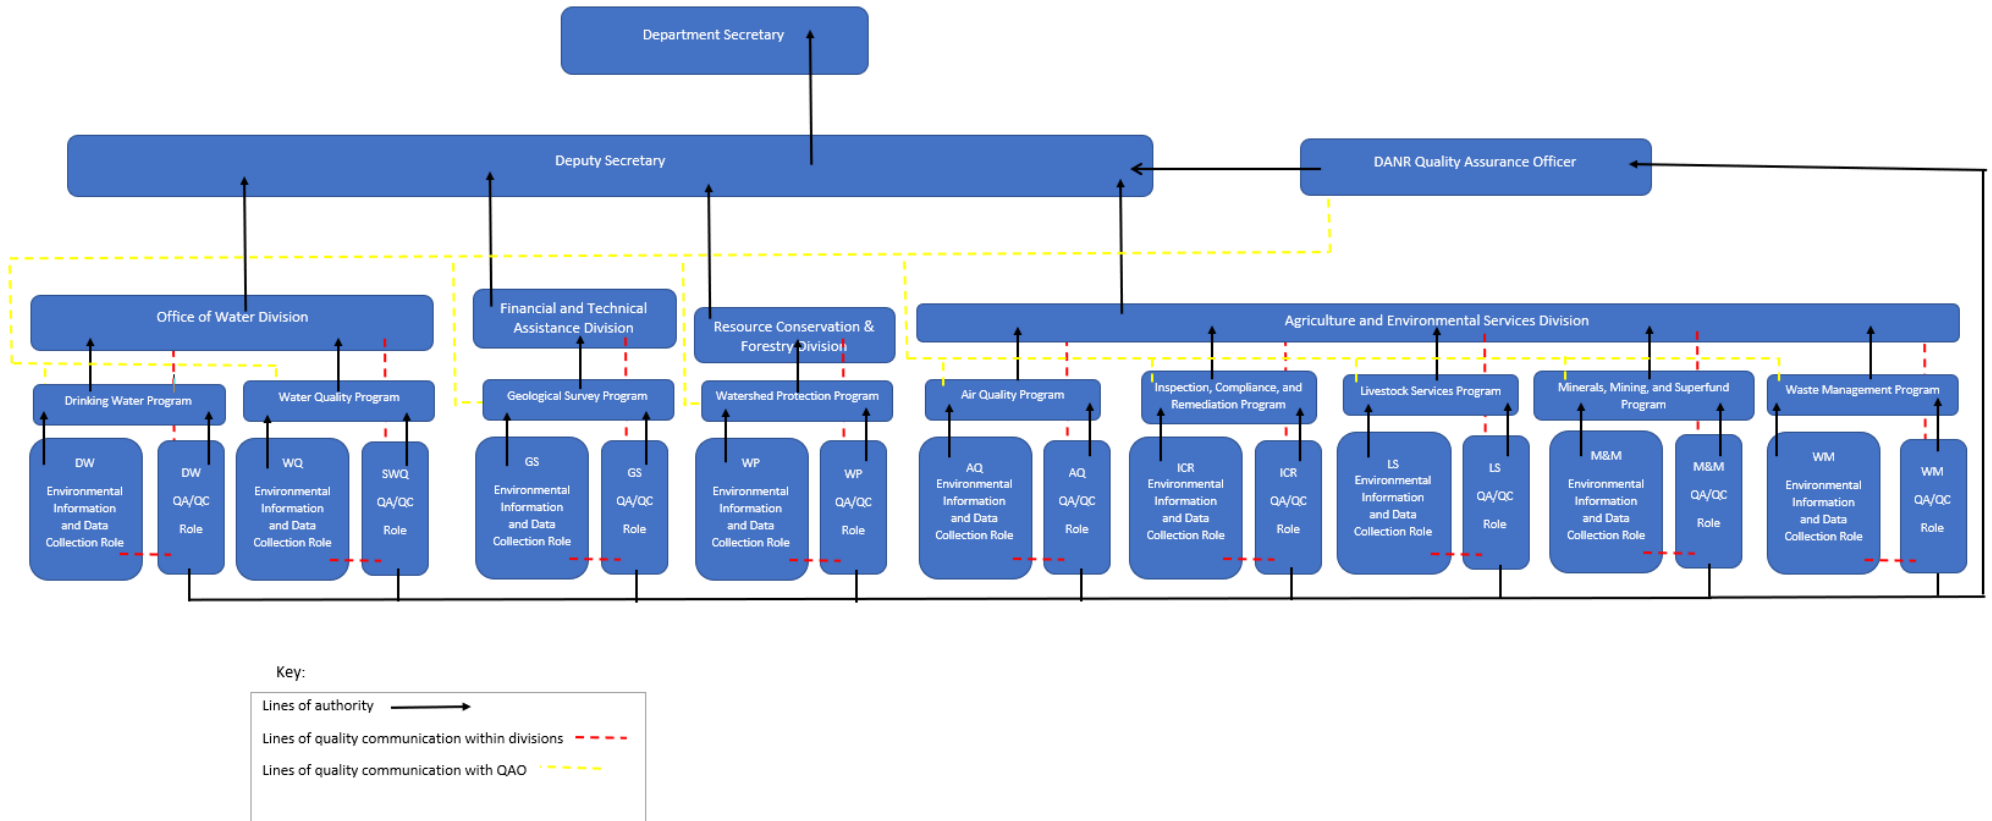 Department Secretary
Deputy Secretary
DANR Quality Assurance Officer
Office of Water Division
Financial and Technical
Assistance Division
Resource Conservation &
Forestry Division
Agriculture and Environmental Services Division
Drinking Water Program
Water Quality Program
Geological Survey Program
Watershed Protection Program
Air Quality Program
Inspection, Compliance, and
Remediation Program
Livestock Services Program
Minerals, Mining, and Superfund
Program
Waste Management Program
DW
Environmental
Information
and Data
Collection Role
DW
QA/QC
Role
WQ
Environmental
Information
and Data
Collection Role
SWQ
QA/QC
Role
GS
Environmental
Information
and Data
Collection Role
GS
QA/QC
Role
WP
Environmental
Information
and Data
Collection Role
WP
QA/QC
Role
AQ
Environmental
Information
and Data
Collection Role
AQ
QA/QC
Role
ICR
Environmental
Information
and Data
Collection Role
ICR
QA/QC
Role
LS
Environmental
Information
and Data
Collection Role
LS
QA/QC
Role
M&M
Environmental
Information
and Data
Collection Role
M&M
QA/QC
Role
WM
Environmental
Information
and Data
Collection Role
WM
QA/QC
Role
Key:
Lines of authority
Lines of quality communication within divisions
Lines of quality communication with QAO